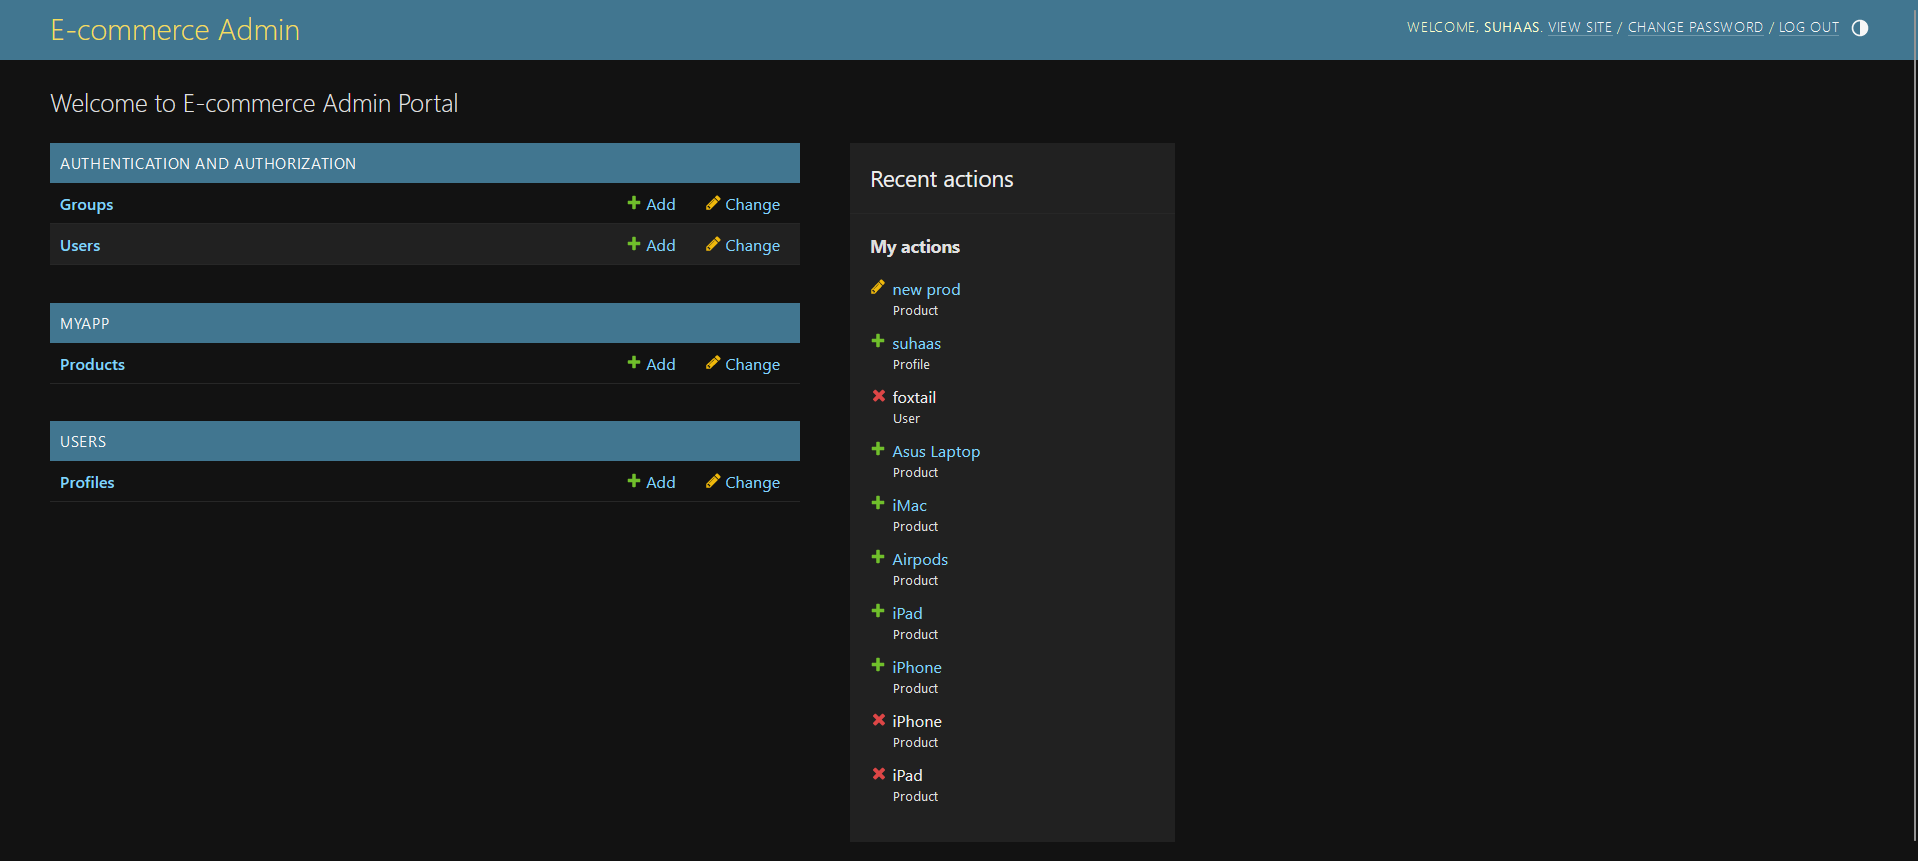 E-commerce Admin
WELCOME, SUHAAS. VIEW SITE / CHANGE PASSWORD / LOG OUT
Welcome to E-commerce Admin Portal
AUTHENTICATION AND AUTHORIZATION
Groups Add Change
Users Add Change
MYAPP
Products Add Change
USERS
Profiles Add Change
Recent actions
My actions
new prod
Product
suhaas
Profile
foxtail
User
Asus Laptop
Product
iMac
Product
Airpods
Product
iPad
Product
iPhone
Product
iPhone
Product
iPad
Product